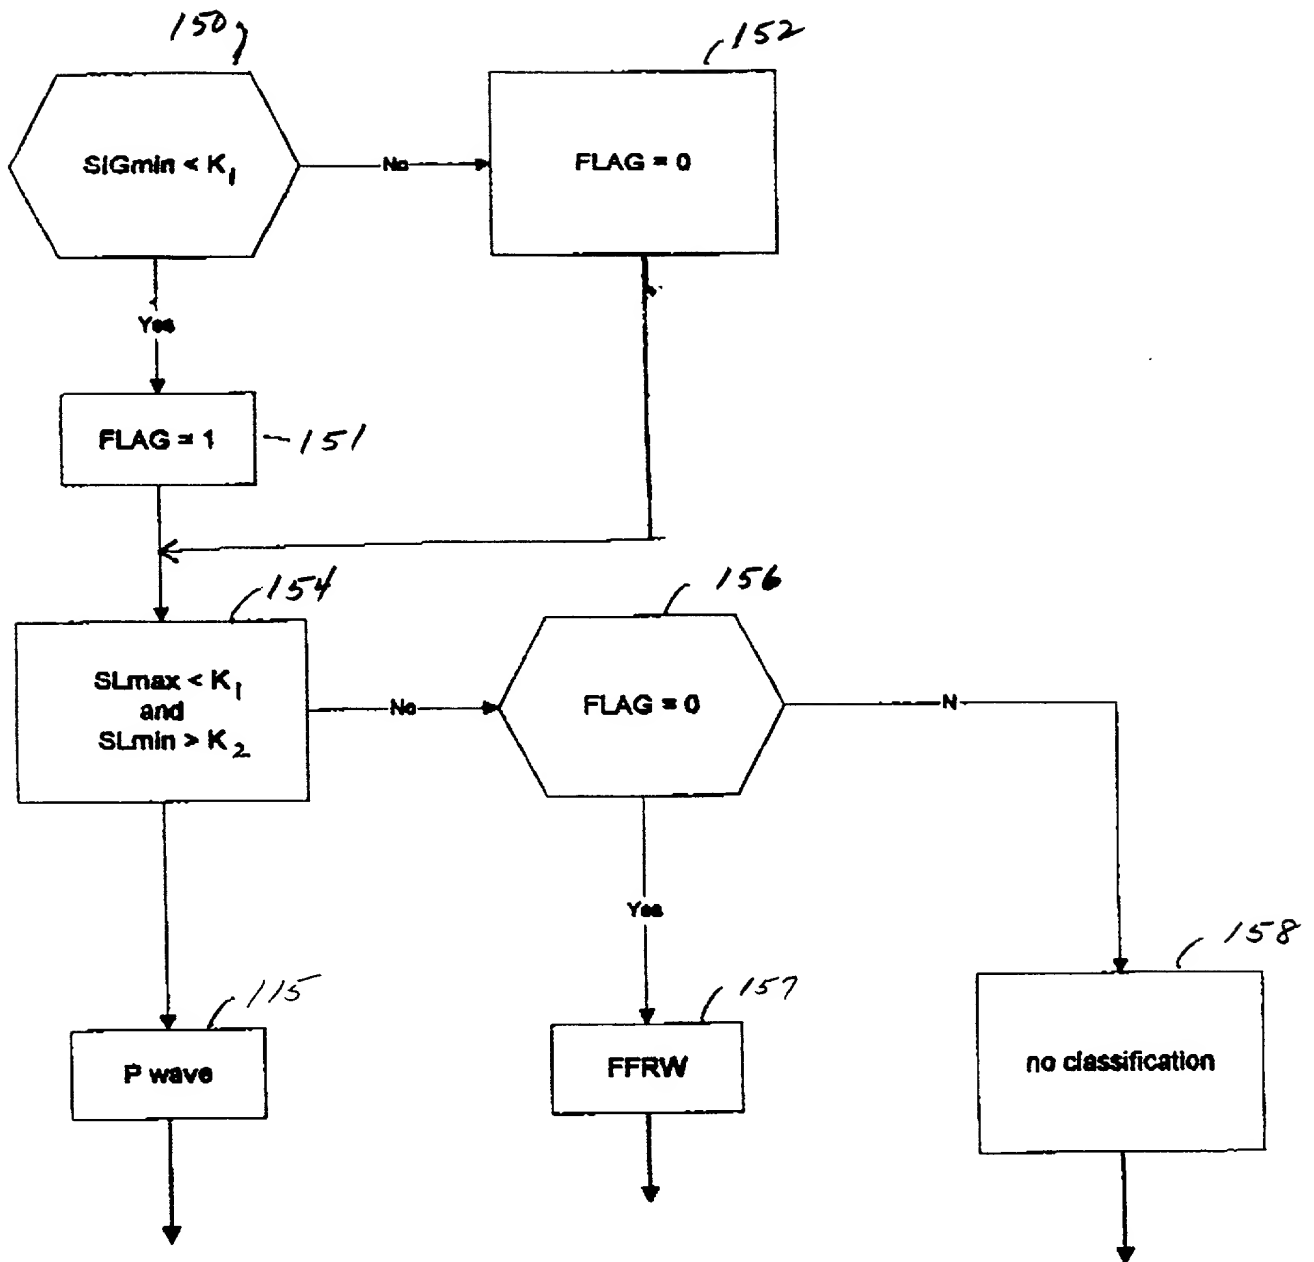 150
152
SIGmin < K1
No
FLAG = 0
Yes
FLAG = 1
151
154
156
SLmax < K1
and
SLmin > K2
No
FLAG = 0
N
Yes
158
115
157
P wave
FFRW
no classification